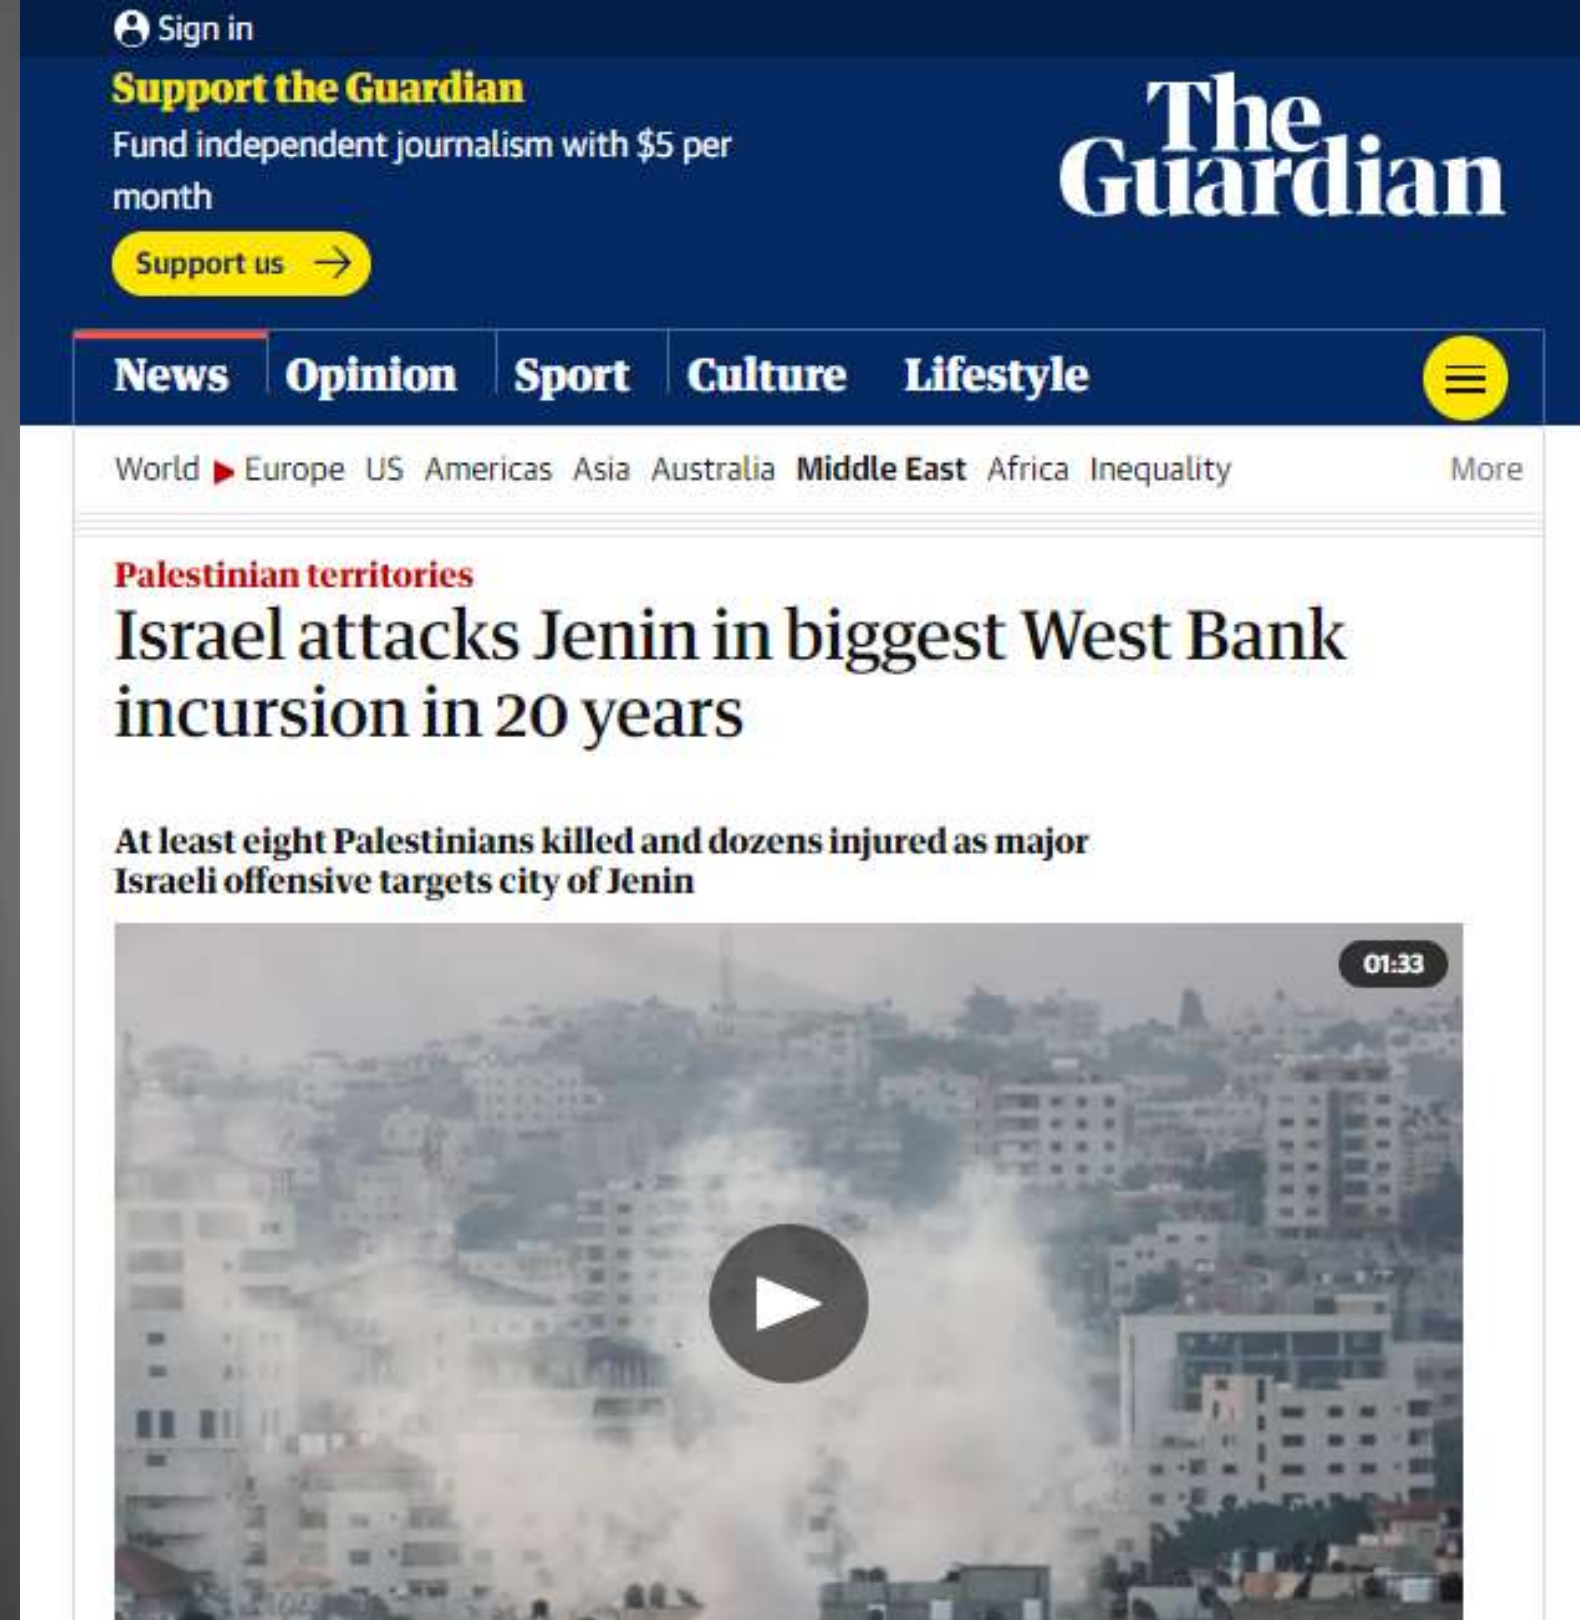 Sign in
Support the Guardian
Fund independent journalism with $5 per
month
Support us
The
Guardian
News Opinion Sport Culture Lifestyle
World Europe US Americas Asia Australia Middle East Africa Inequality More
Palestinian territories
Israel attacks Jenin in biggest West Bank
incursion in 20 years
At least eight Palestinians killed and dozens injured as major
Israeli offensive targets city of Jenin
01:33